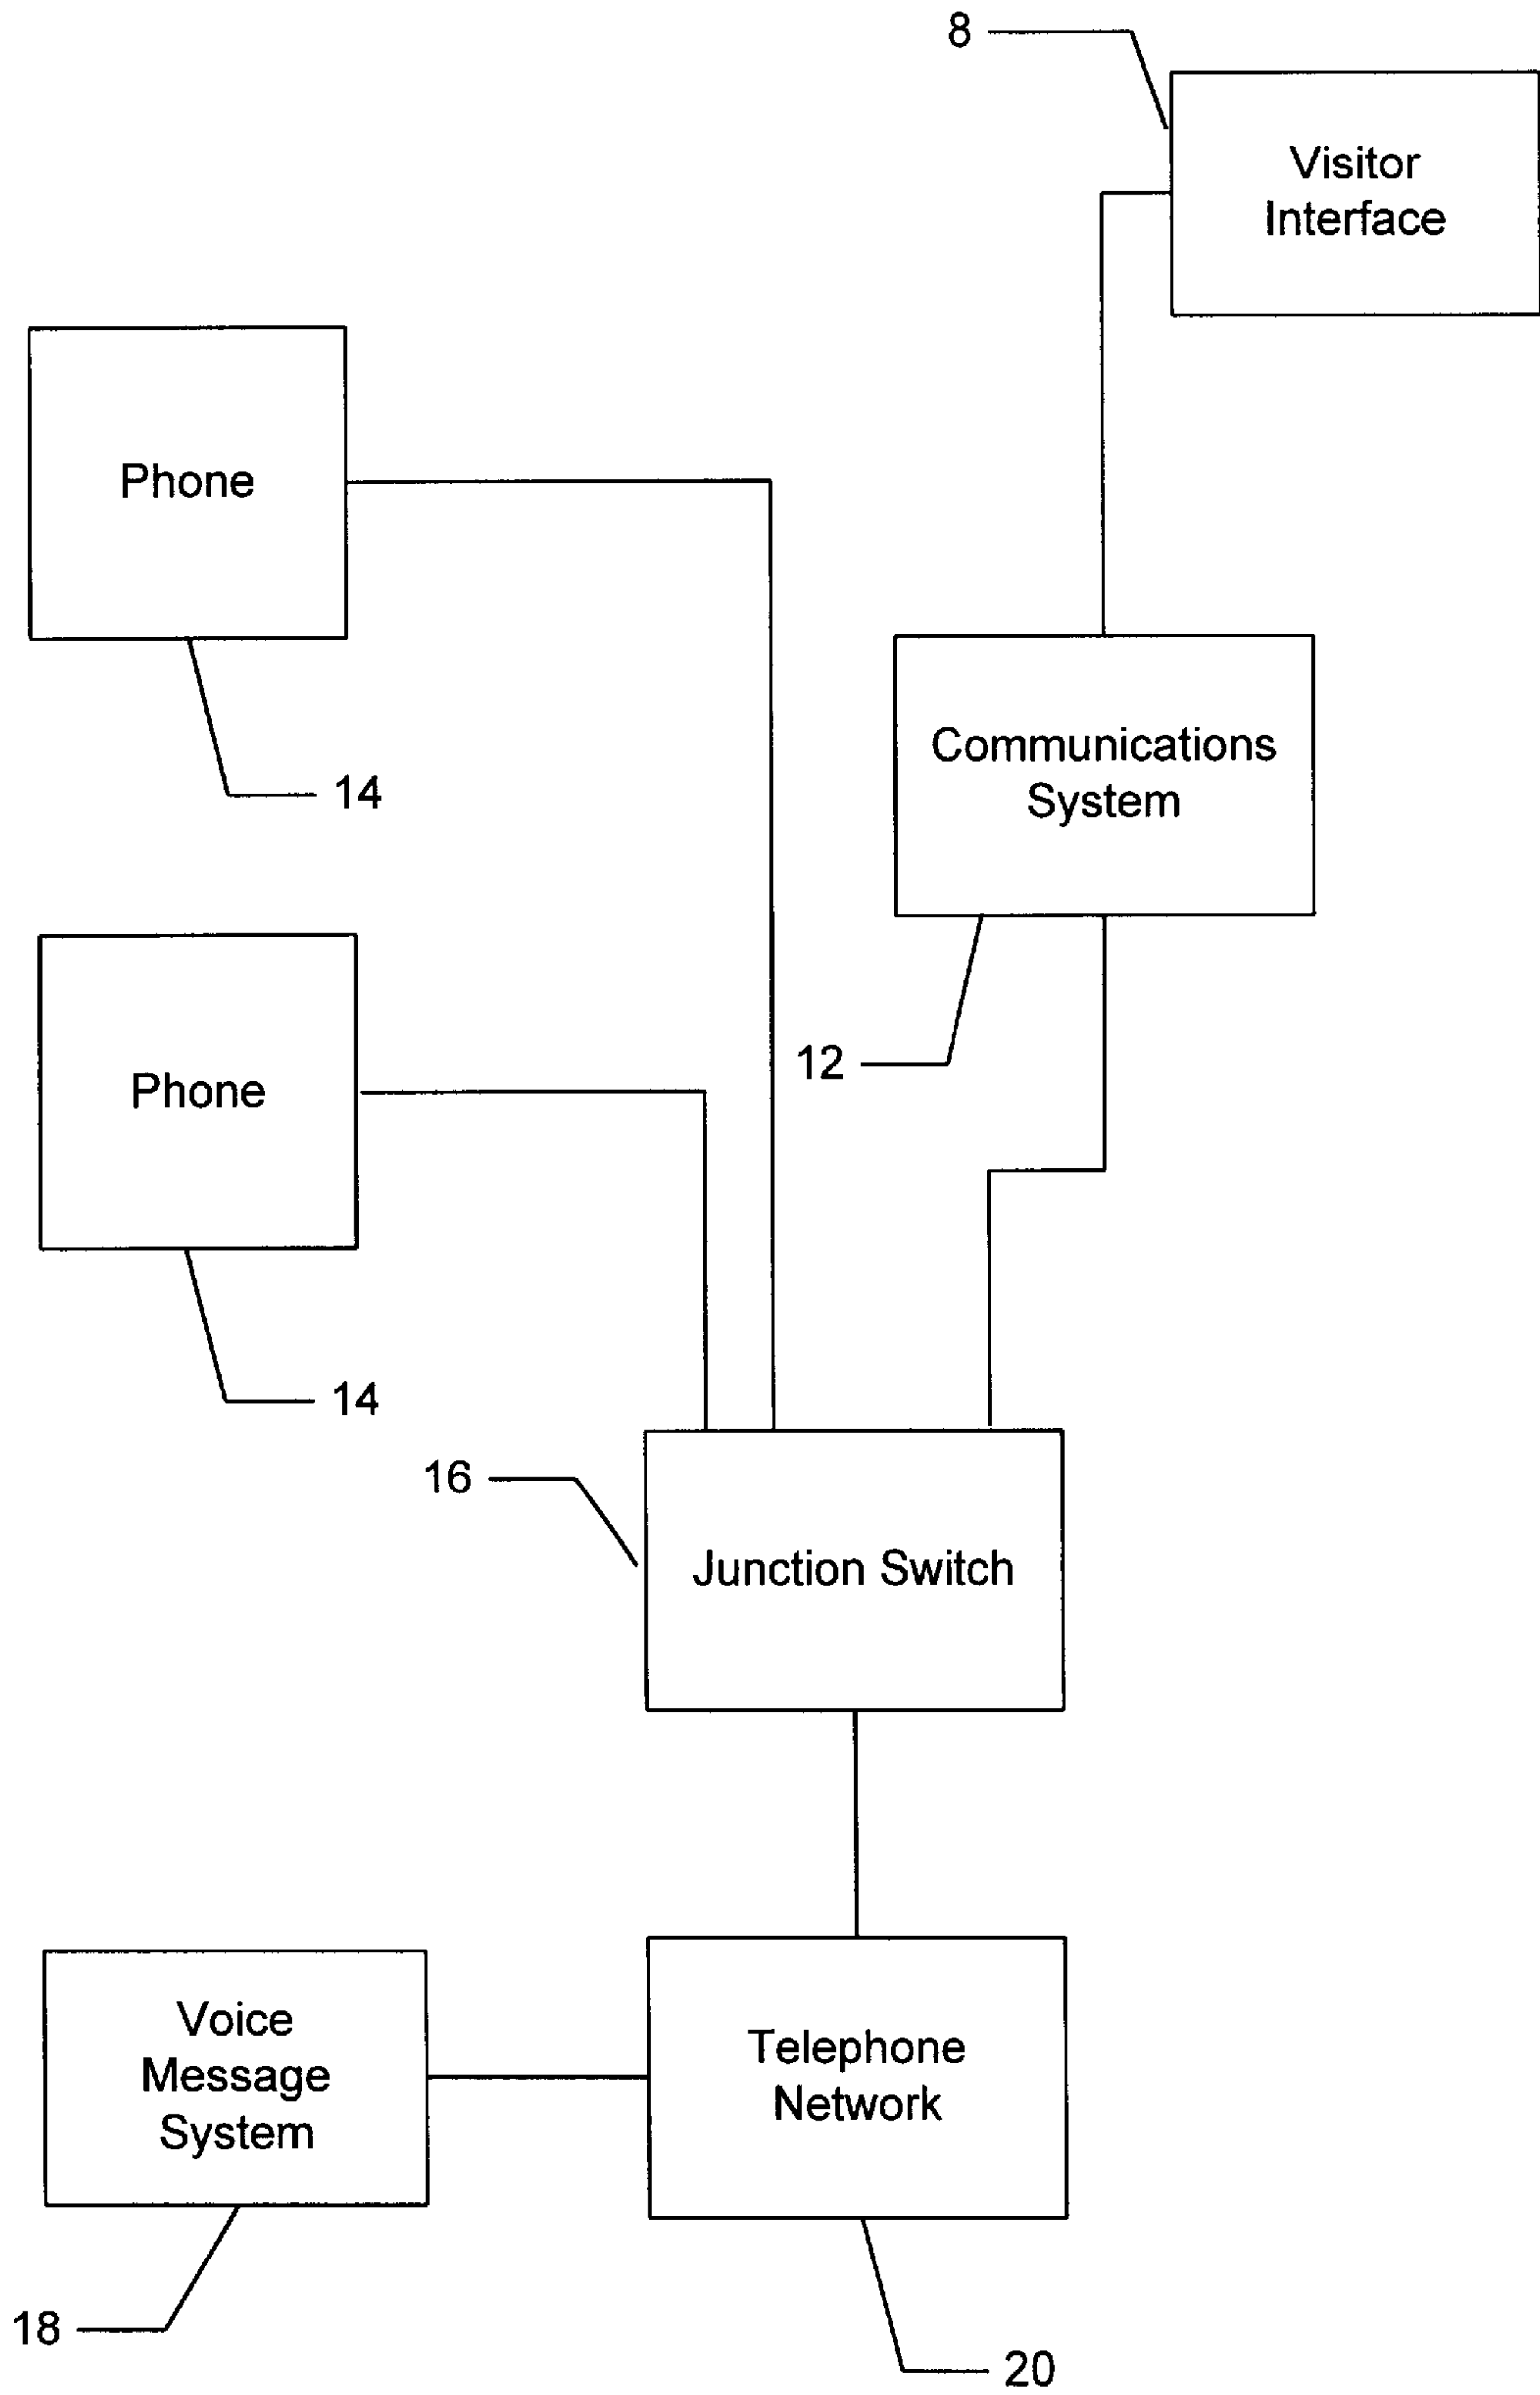 8
Visitor
Interface
Phone
14
Communications
System
12
Phone
14
16
Junction Switch
Voice
Message
System
18
Telephone
Network
20